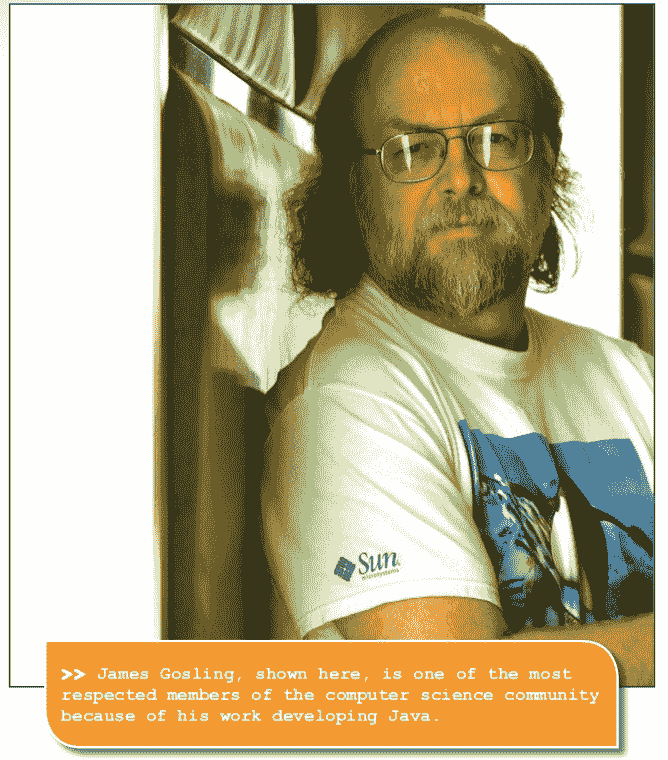 Sun
microsystems
>> James Gosling, shown here, is one of the most
respected members of the computer science community
because of his work developing Java.